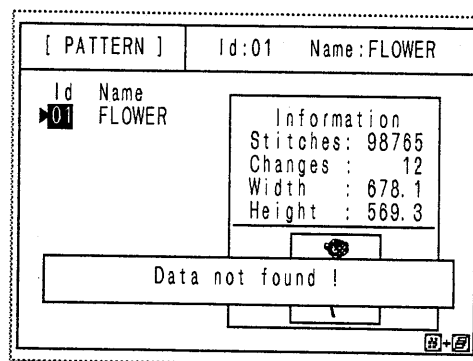 [ PATTERN ] Id:01 Name:FLOWER
Id Name
01 FLOWER
Information
Stitches: 98765
Changes : 12
Width : 678.1
Height : 569.3
Data not found !